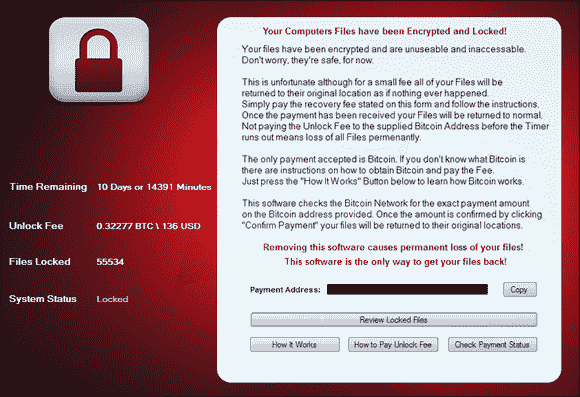 Your Computers Files have been Encrypted and Locked!
Your files have been encrypted and are unuseable and inaccessable.
Don't worry, they're safe, for now.
This is unfortunate although for a small fee all of your Files will be
returned to their original location as if nothing ever happened.
Simply pay the recovery fee stated on this form and follow the instructions.
Once the payment has been received your Files will be returned to normal.
Not paying the Unlock Fee to the supplied Bitcoin Address before the Timer
runs out means loss of all Files permenantly.
The only payment accepted is Bitcoin. If you don't know what Bitcoin is
there are instructions on how to obtain Bitcoin and pay the Fee.
Just press the "How It Works" Button below to learn how Bitcoin works.
This software checks the Bitcoin Network for the exact payment amount
on the Bitcoin address provided. Once the amount is confirmed by clicking
"Confirm Payment" your files will be returned to their original locations.
Removing this software causes permanent loss of your files!
This software is the only way to get your files back!
Time Remaining 10 Days or 14391 Minutes
Unlock Fee 0.32277 BTC \ 136 USD
Files Locked 55534
System Status Locked
Payment Address: Copy
Review Locked Files
How It Works How to Pay Unlock Fee Check Payment Status